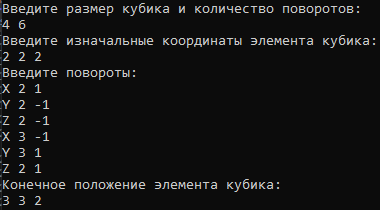 Введите размер кубика и количество поворотов:
4 6
Введите изначальные координаты элемента кубика:
2 2 2
Введите повороты:
X 2 1
Y 2 -1
Z 2 -1
X 3 -1
Y 3 1
Z 2 1
Конечное положение элемента кубика:
3 3 2